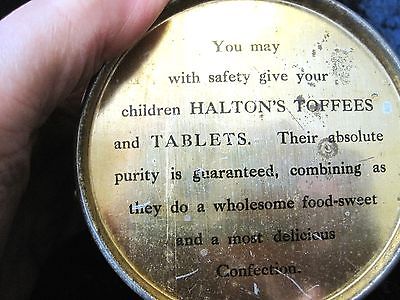 You may
with safety give your
children HALTON'S TOFFEES
and TABLETS. Their absolute
purity is guaranteed, combining as
they do a wholesome food-sweet
and a most delicious
Confection.